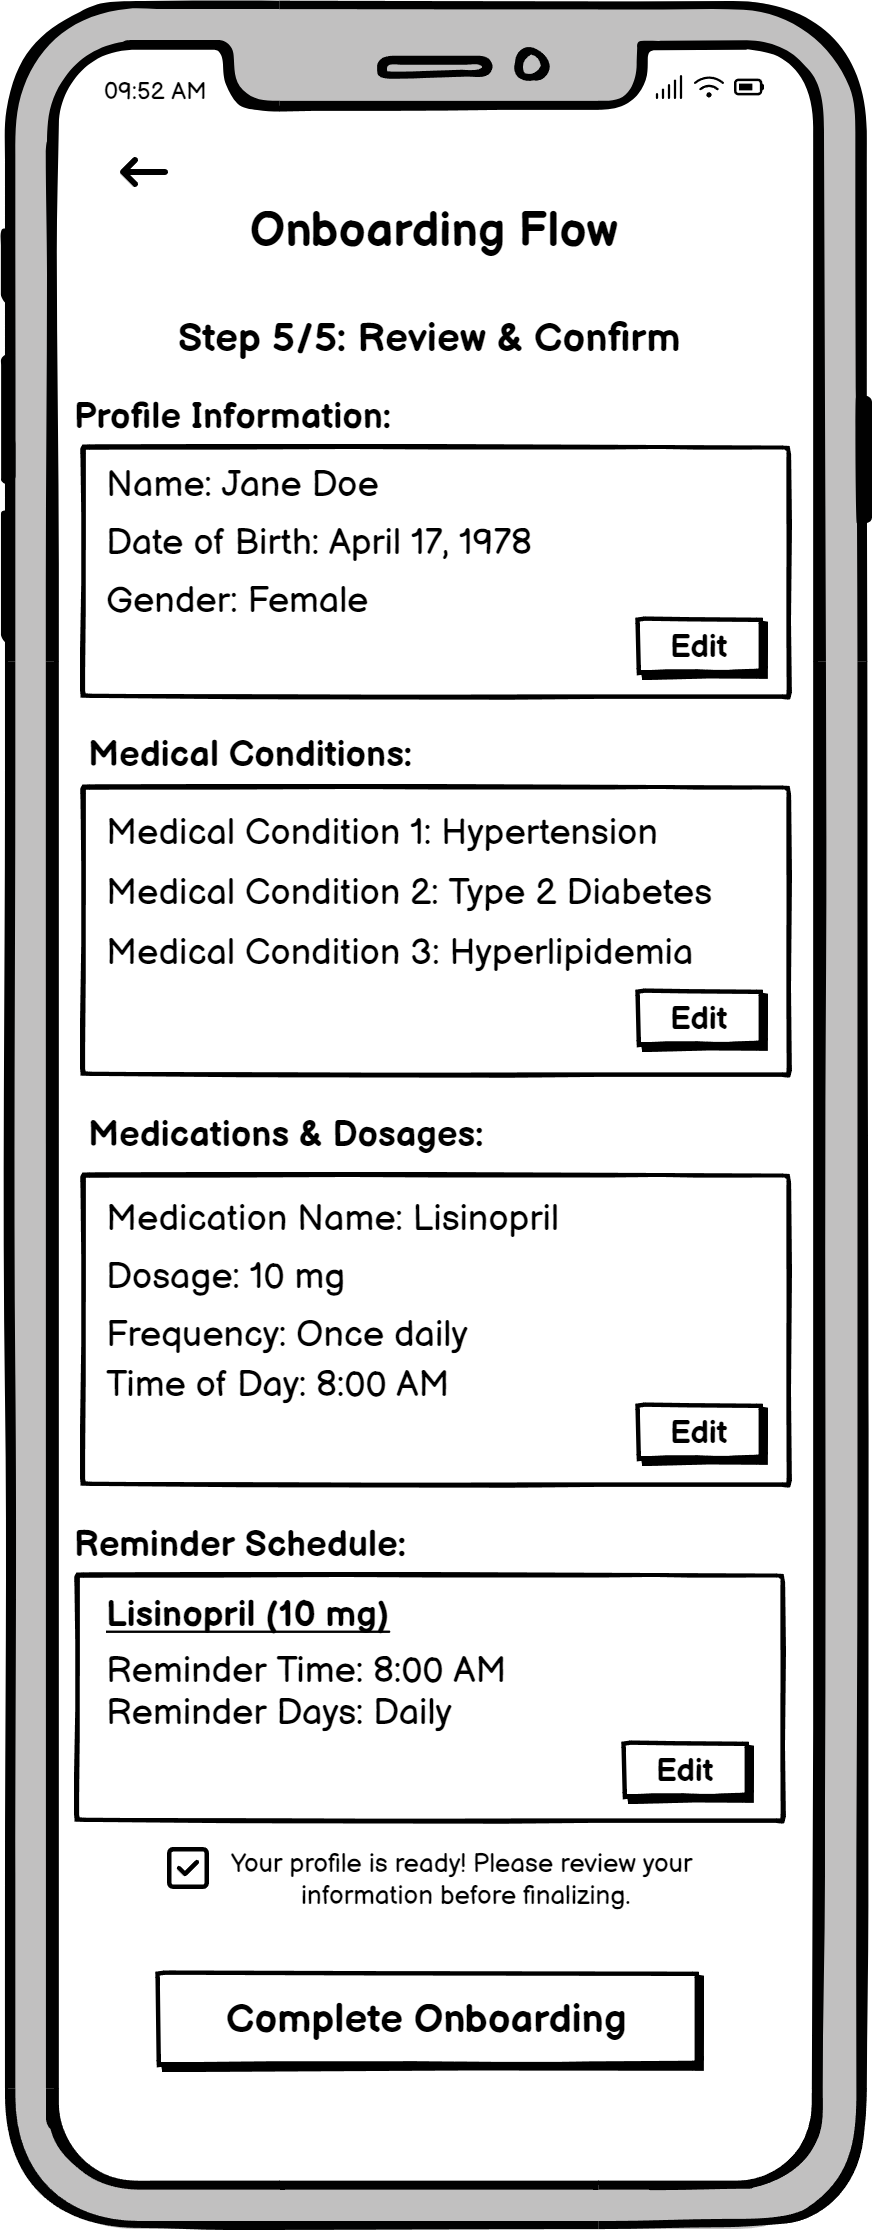 09:52 AM
Onboarding Flow
Step 5/5: Review & Confirm
Profile Information:
Name: Jane Doe
Date of Birth: April 17, 1978
Gender: Female
Edit
Medical Conditions:
Medical Condition 1: Hypertension
Medical Condition 2: Type 2 Diabetes
Medical Condition 3: Hyperlipidemia
Edit
Medications & Dosages:
Medication Name: Lisinopril
Dosage: 10 mg
Frequency: Once daily
Time of Day: 8:00 AM
Edit
Reminder Schedule:
Lisinopril (10 mg)
Reminder Time: 8:00 AM
Reminder Days: Daily
Edit
Your profile is ready! Please review your
information before finalizing.
Complete Onboarding